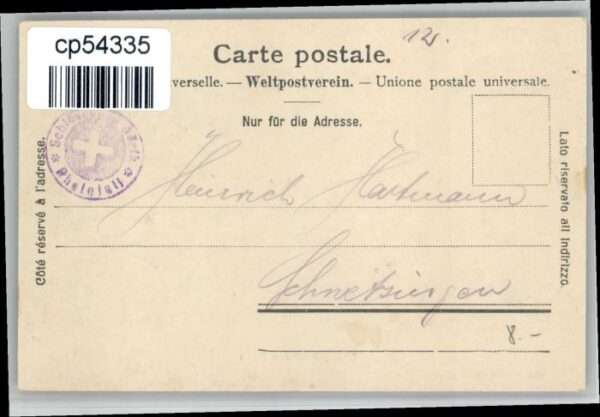 cp54335
12.
Carte postale.
verselle. — Weltpostverein. — Unione postale universale.
Nur für die Adresse.
Rheinfall
Côté réservé à l'adresse.
Lato riservato all indirizzo.
Heinrich Hartmann
Schwetzingen
8.-